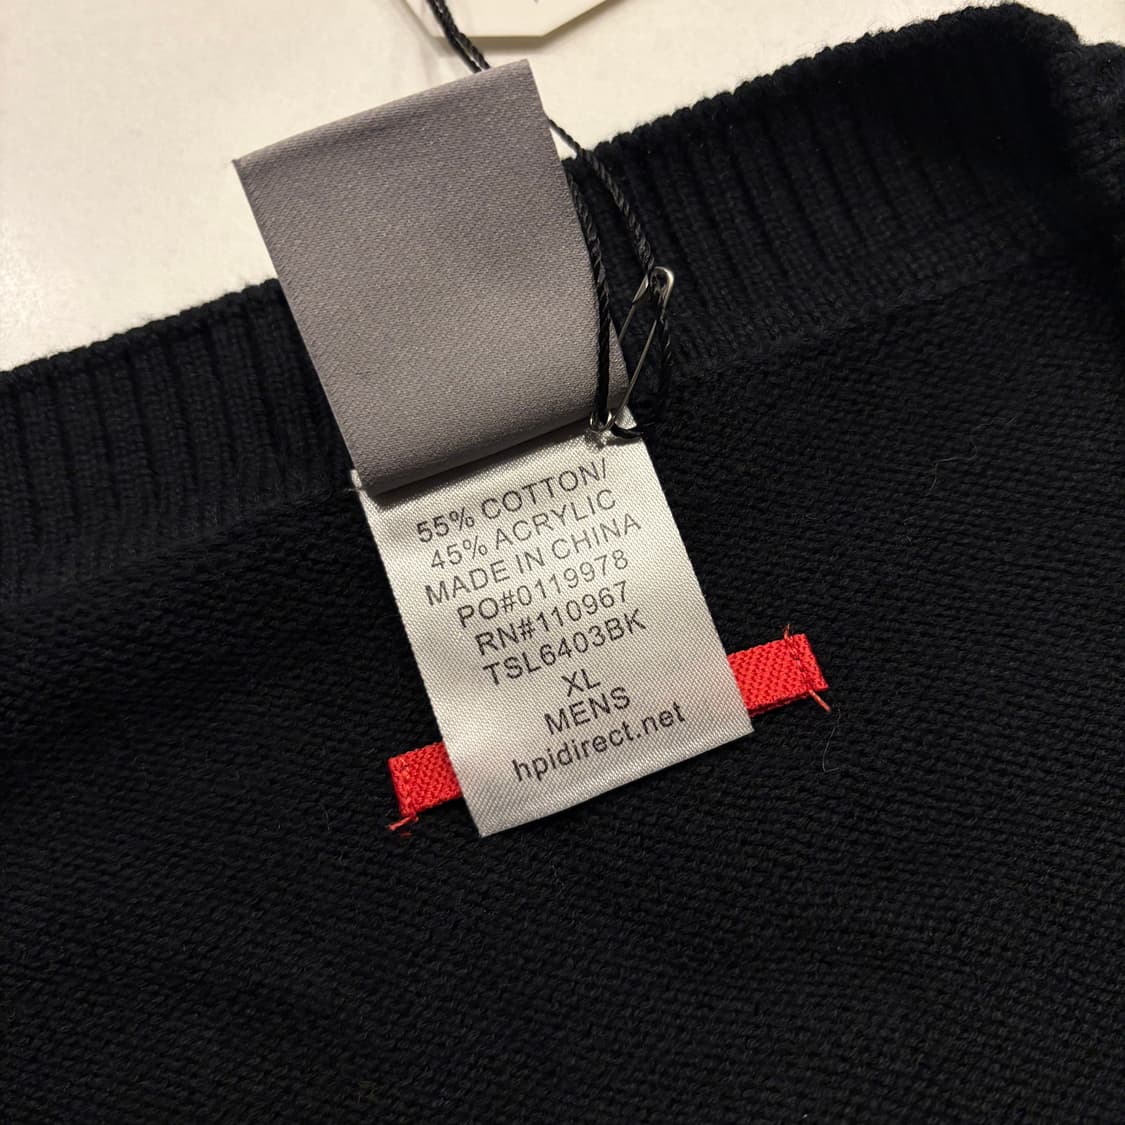 55% COTTON/
45% ACRYLIC
MADE IN CHINA
PO#0119978
RN#110967
TSL6403BK
XL
MENS
hpidirect.net